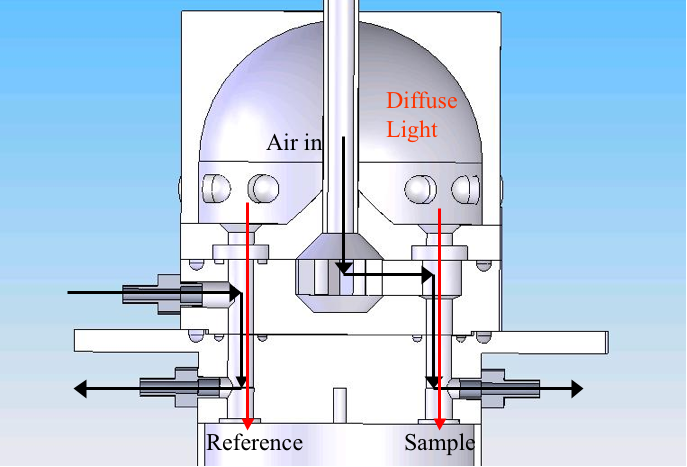 Diffuse
Light
Air in
Reference
Sample